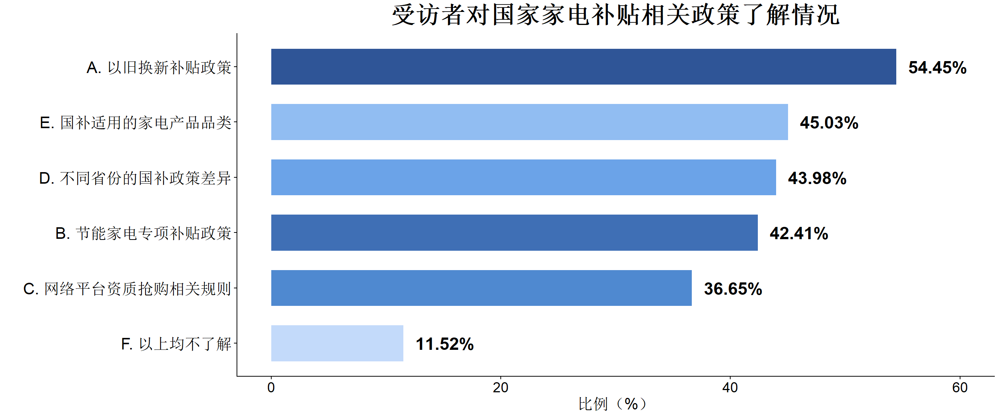 受访者对国家家电补贴相关政策了解情况
A. 以旧换新补贴政策 54.45%
E. 国补适用的家电产品品类 45.03%
D. 不同省份的国补政策差异 43.98%
B. 节能家电专项补贴政策 42.41%
C. 网络平台资质抢购相关规则 36.65%
F. 以上均不了解 11.52%
0 20 40 60
比例（%）